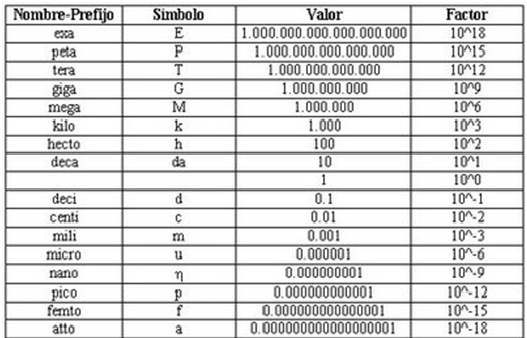 Nombre-Prefijo Símbolo Valor Factor
exa E 1.000.000.000.000.000.000 10^18
peta P 1.000.000.000.000.000 10^15
tera T 1.000.000.000.000 10^12
giga G 1.000.000.000 10^9
mega M 1.000.000 10^6
kilo k 1.000 10^3
hecto h 100 10^2
deca da 10 10^1
1 10^0
deci d 0.1 10^-1
centi c 0.01 10^-2
mili m 0.001 10^-3
micro u 0.000001 10^-6
nano η 0.000000001 10^-9
pico p 0.000000000001 10^-12
femto f 0.000000000000001 10^-15
atto a 0.000000000000000001 10^-18